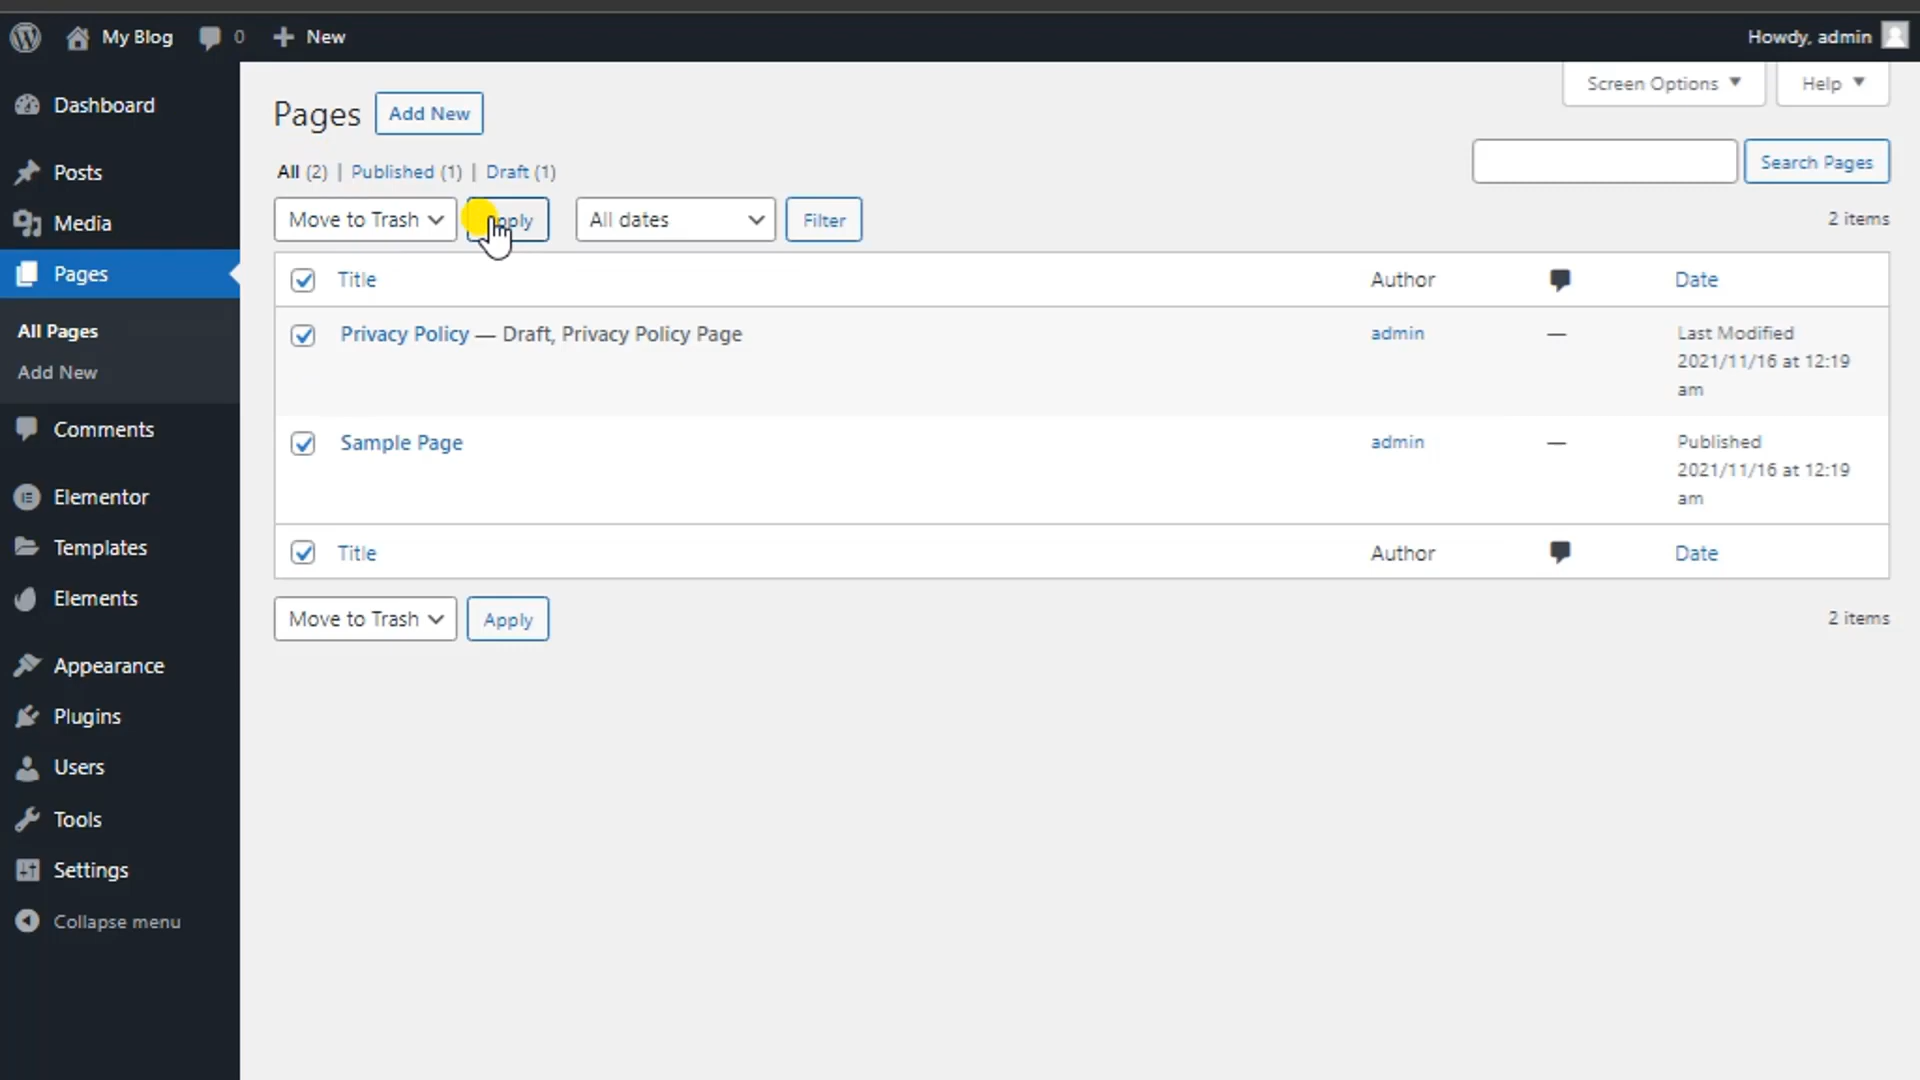 My Blog 0 New Howdy, admin
Dashboard
Posts
Media
Pages
All Pages
Add New
Comments
Elementor
Templates
Elements
Appearance
Plugins
Users
Tools
Settings
Collapse menu
Screen Options Help
Pages Add New
All (2) | Published (1) | Draft (1)
Search Pages
Move to Trash All dates Filter
2 items
Title Author Date
Privacy Policy — Draft, Privacy Policy Page admin — Last Modified
2021/11/16 at 12:19
am
Sample Page admin — Published
2021/11/16 at 12:19
am
Title Author Date
Move to Trash Apply 2 items